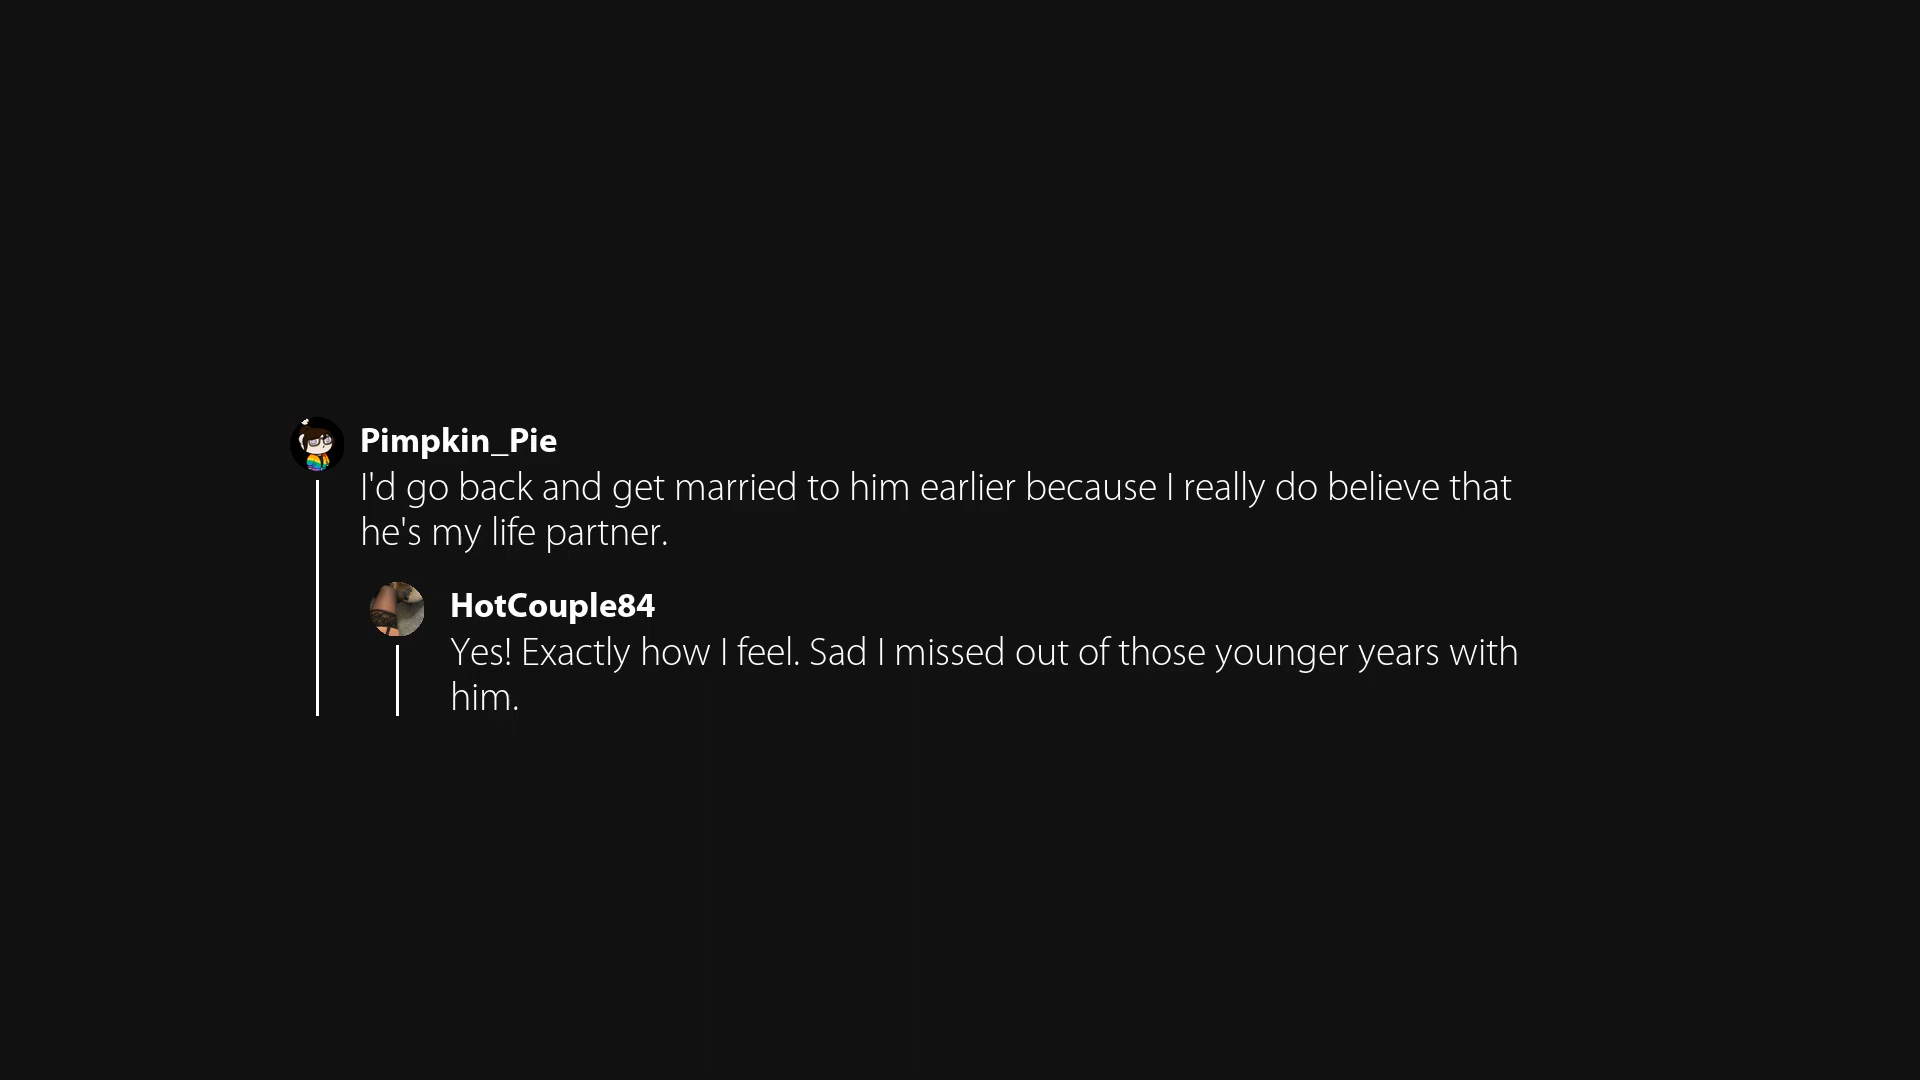 Pimpkin_Pie
I'd go back and get married to him earlier because I really do believe that
he's my life partner.
HotCouple84
Yes! Exactly how I feel. Sad I missed out of those younger years with
him.